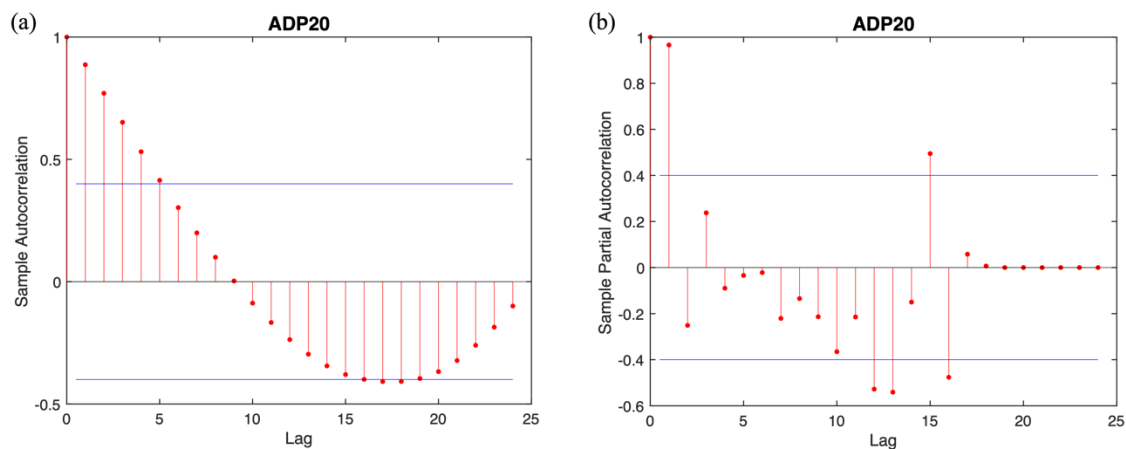 (a)
ADP20
Sample Autocorrelation
1
0.5
0
-0.5
0 5 10 15 20 25
Lag
(b)
ADP20
Sample Partial Autocorrelation
1
0.8
0.6
0.4
0.2
0
-0.2
-0.4
-0.6
0 5 10 15 20 25
Lag